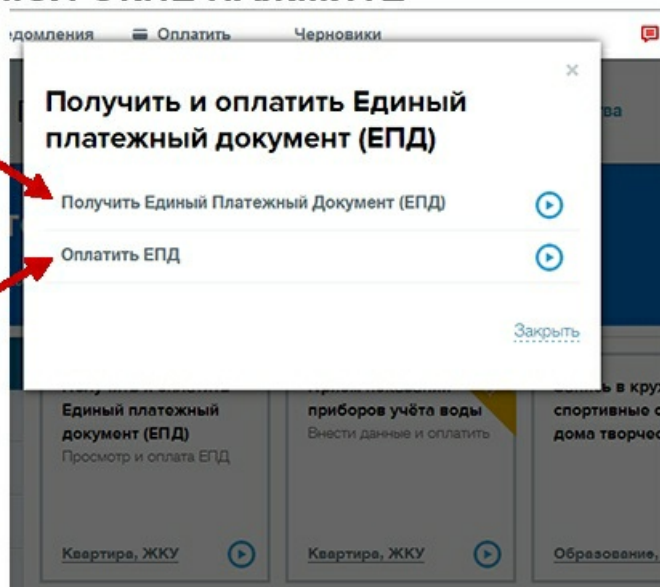 Оплатить
Черновики
Получить и оплатить Единый
платежный документ (ЕПД)
Получить Единый Платежный Документ (ЕПД)
Оплатить ЕПД
Закрыть
Единый платежный
документ (ЕПД)
Просмотр и оплата ЕПД
Квартира, ЖКУ
приборов учёта воды
Внести данные и оплатить
Квартира, ЖКУ
в кру
спортивные с
дома творчес
Образование,